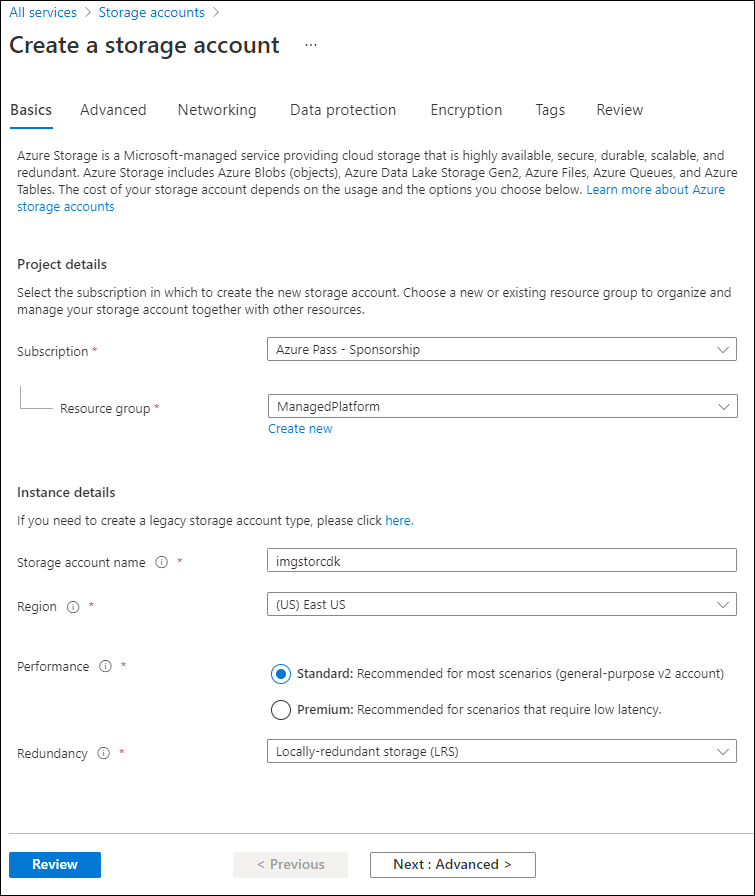 All services > Storage accounts >
Create a storage account ...
Basics Advanced Networking Data protection Encryption Tags Review
Azure Storage is a Microsoft-managed service providing cloud storage that is highly available, secure, durable, scalable, and
redundant. Azure Storage includes Azure Blobs (objects), Azure Data Lake Storage Gen2, Azure Files, Azure Queues, and Azure
Tables. The cost of your storage account depends on the usage and the options you choose below. Learn more about Azure
storage accounts
Project details
Select the subscription in which to create the new storage account. Choose a new or existing resource group to organize and
manage your storage account together with other resources.
Subscription * Azure Pass - Sponsorship
Resource group * ManagedPlatform
Create new
Instance details
If you need to create a legacy storage account type, please click here.
Storage account name * imgstorcdk
Region * (US) East US
Performance * Standard: Recommended for most scenarios (general-purpose v2 account)
Premium: Recommended for scenarios that require low latency.
Redundancy * Locally-redundant storage (LRS)
Review < Previous Next : Advanced >